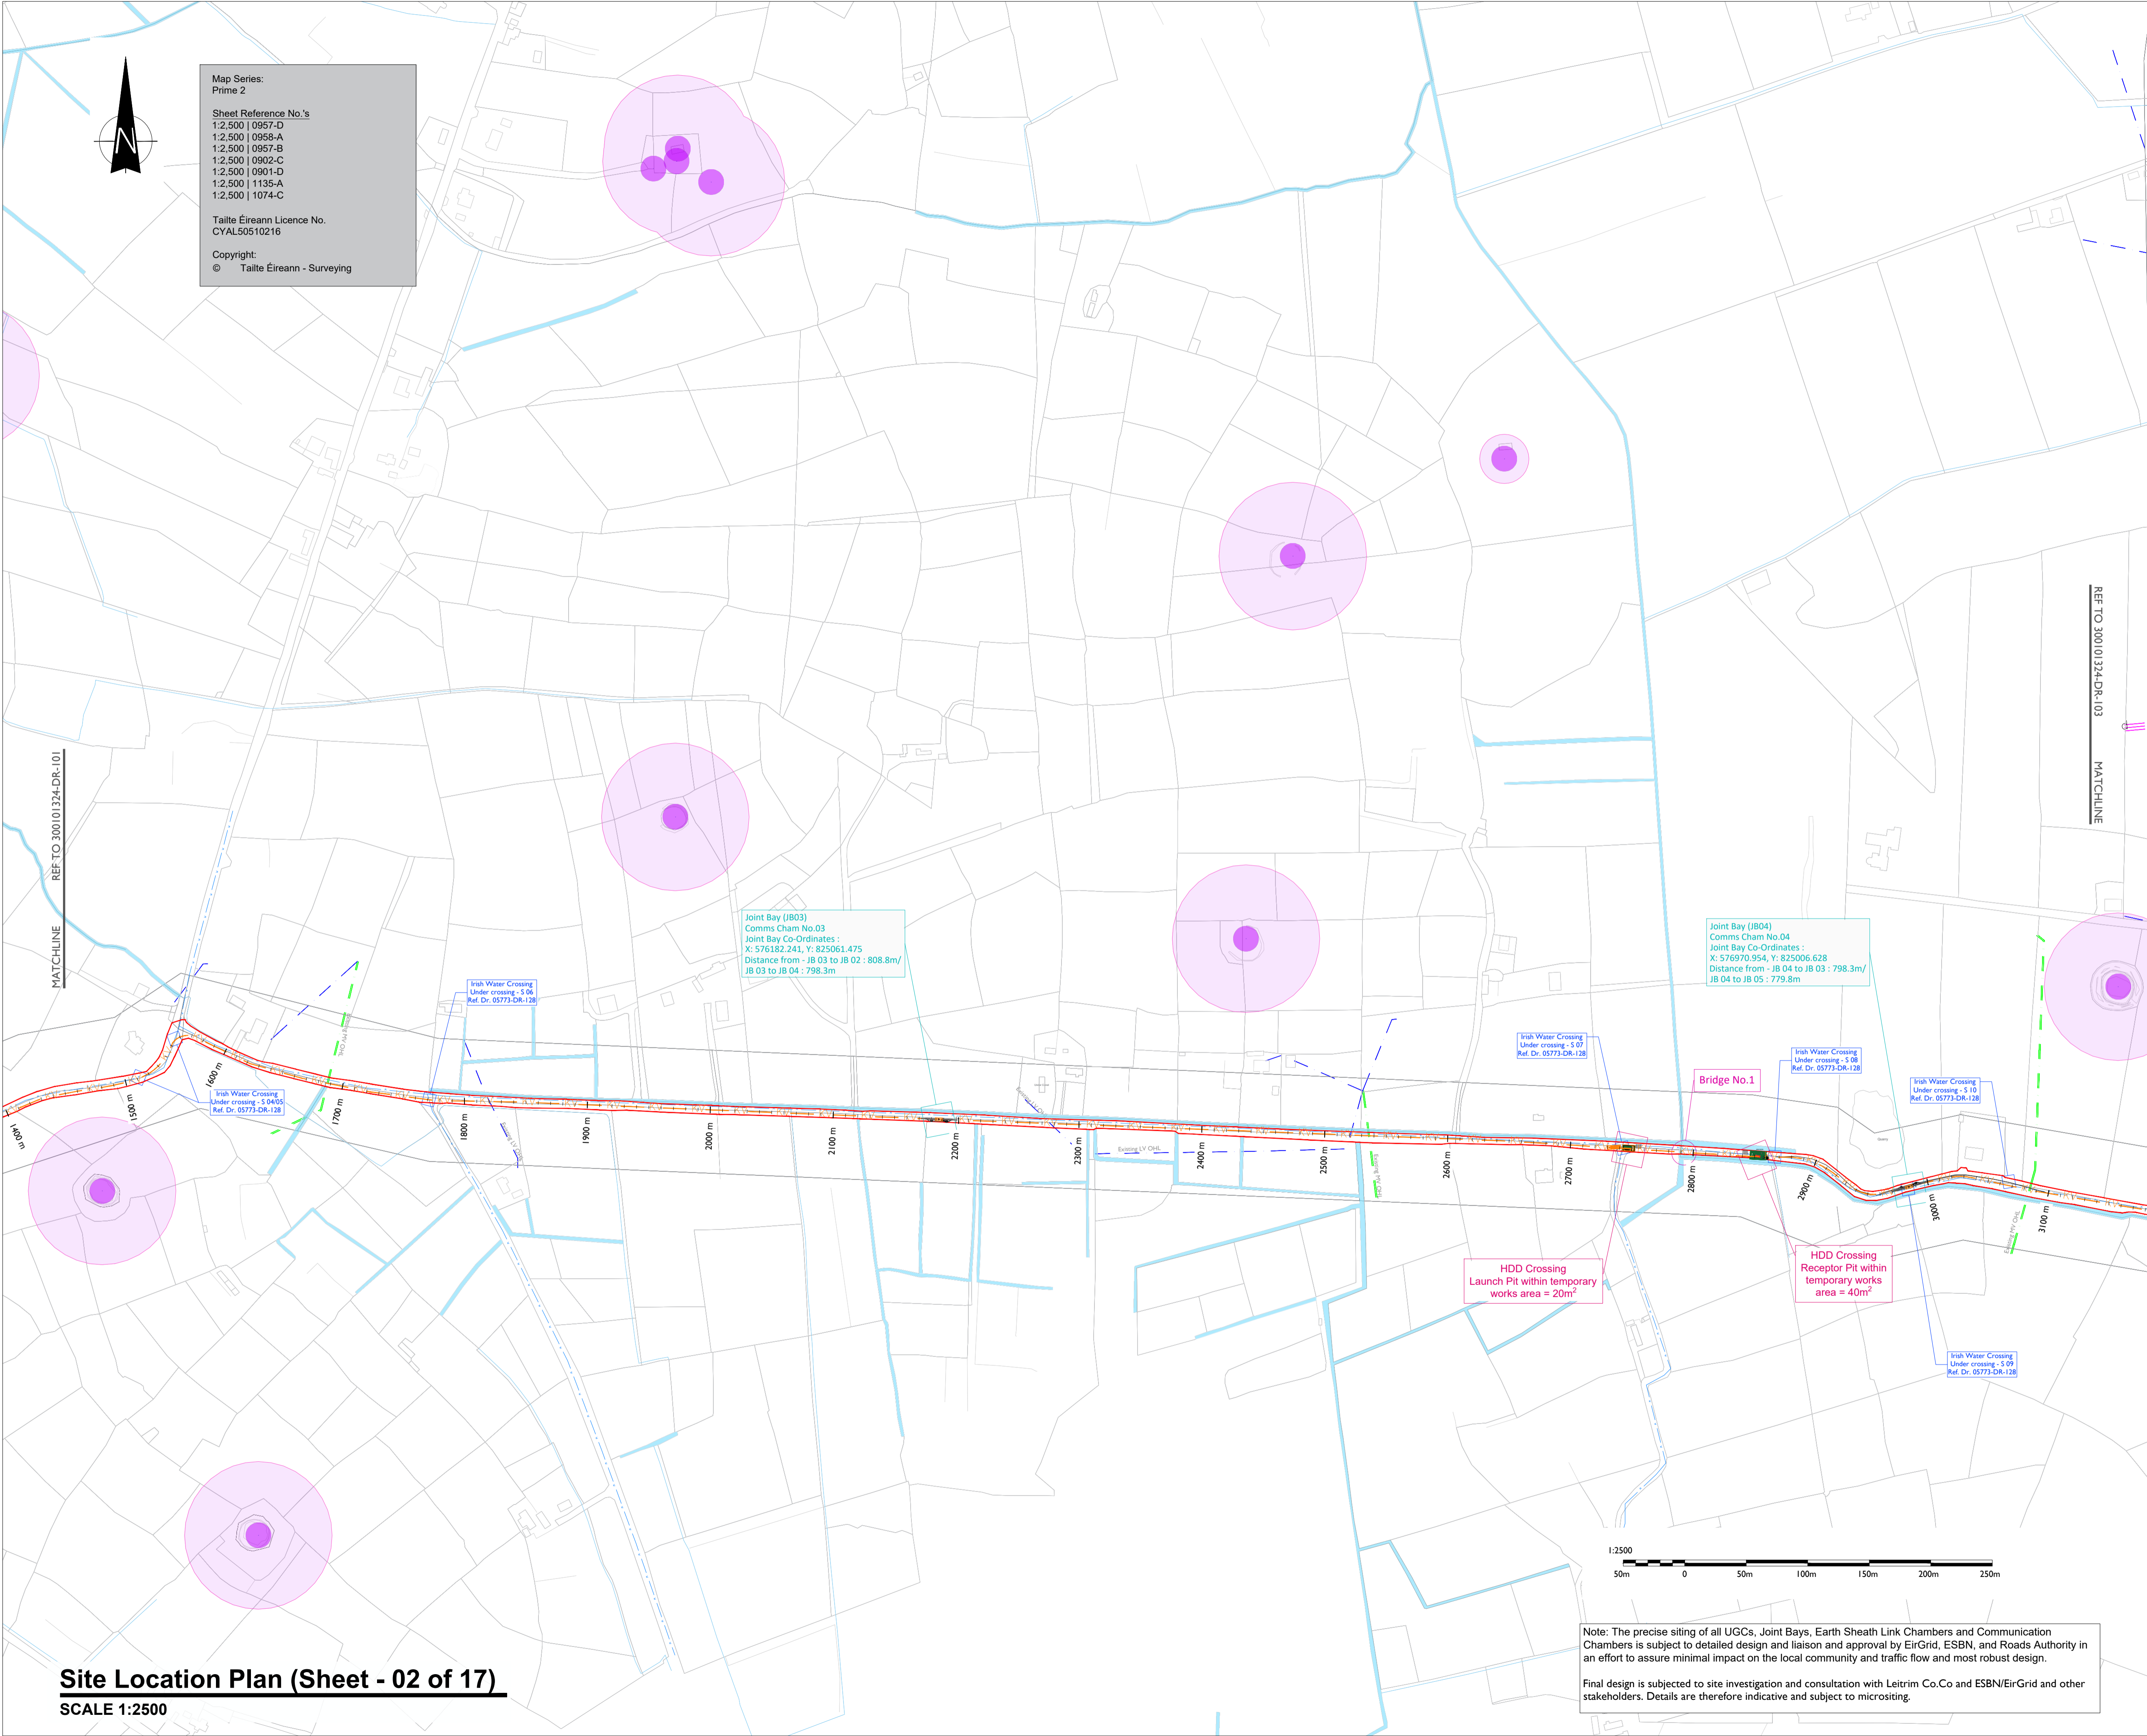 Map Series:
Prime 2
Sheet Reference No.'s
1:2,500 | 0957-D
1:2,500 | 0958-A
1:2,500 | 0957-B
1:2,500 | 0902-C
1:2,500 | 0901-D
1:2,500 | 1135-A
1:2,500 | 1074-C
Tailte Éireann Licence No.
CYAL50510216
Copyright:
© Tailte Éireann - Surveying
N
MATCHLINE REF TO 300101324-DR-101
REF TO 300101324-DR-103 MATCHLINE
Joint Bay (JB03)
Comms Cham No.03
Joint Bay Co-Ordinates :
X: 576182.241, Y: 825061.475
Distance from - JB 03 to JB 02 : 808.8m/
JB 03 to JB 04 : 798.3m
Joint Bay (JB04)
Comms Cham No.04
Joint Bay Co-Ordinates :
X: 576970.954, Y: 825006.628
Distance from - JB 04 to JB 03 : 798.3m/
JB 04 to JB 05 : 779.8m
Irish Water Crossing
Under crossing - S 06
Ref. Dr. 05773-DR-128
Irish Water Crossing
Under crossing - S 07
Ref. Dr. 05773-DR-128
Irish Water Crossing
Under crossing - S 08
Ref. Dr. 05773-DR-128
Bridge No.1
Irish Water Crossing
Under crossing - S 10
Ref. Dr. 05773-DR-128
Irish Water Crossing
Under crossing - S 04/05
Ref. Dr. 05773-DR-128
Existing MV OHL
Existing LV OHL
Existing LV OHL
Existing LV OHL
Existing MV OHL
Existing MV OHL
Quarry
1400 m
1500 m
1600 m
1700 m
1800 m
1900 m
2000 m
2100 m
2200 m
2300 m
2400 m
2500 m
2600 m
2700 m
2800 m
2900 m
3000 m
3100 m
HDD Crossing
Launch Pit within temporary
works area = 20m²
HDD Crossing
Receptor Pit within
temporary works
area = 40m²
Irish Water Crossing
Under crossing - S 09
Ref. Dr. 05773-DR-128
1:2500
50m 0 50m 100m 150m 200m 250m
Note: The precise siting of all UGCs, Joint Bays, Earth Sheath Link Chambers and Communication
Chambers is subject to detailed design and liaison and approval by EirGrid, ESBN, and Roads Authority in
an effort to assure minimal impact on the local community and traffic flow and most robust design.
Final design is subjected to site investigation and consultation with Leitrim Co.Co and ESBN/EirGrid and other
stakeholders. Details are therefore indicative and subject to micrositing.
Site Location Plan (Sheet - 02 of 17)
SCALE 1:2500